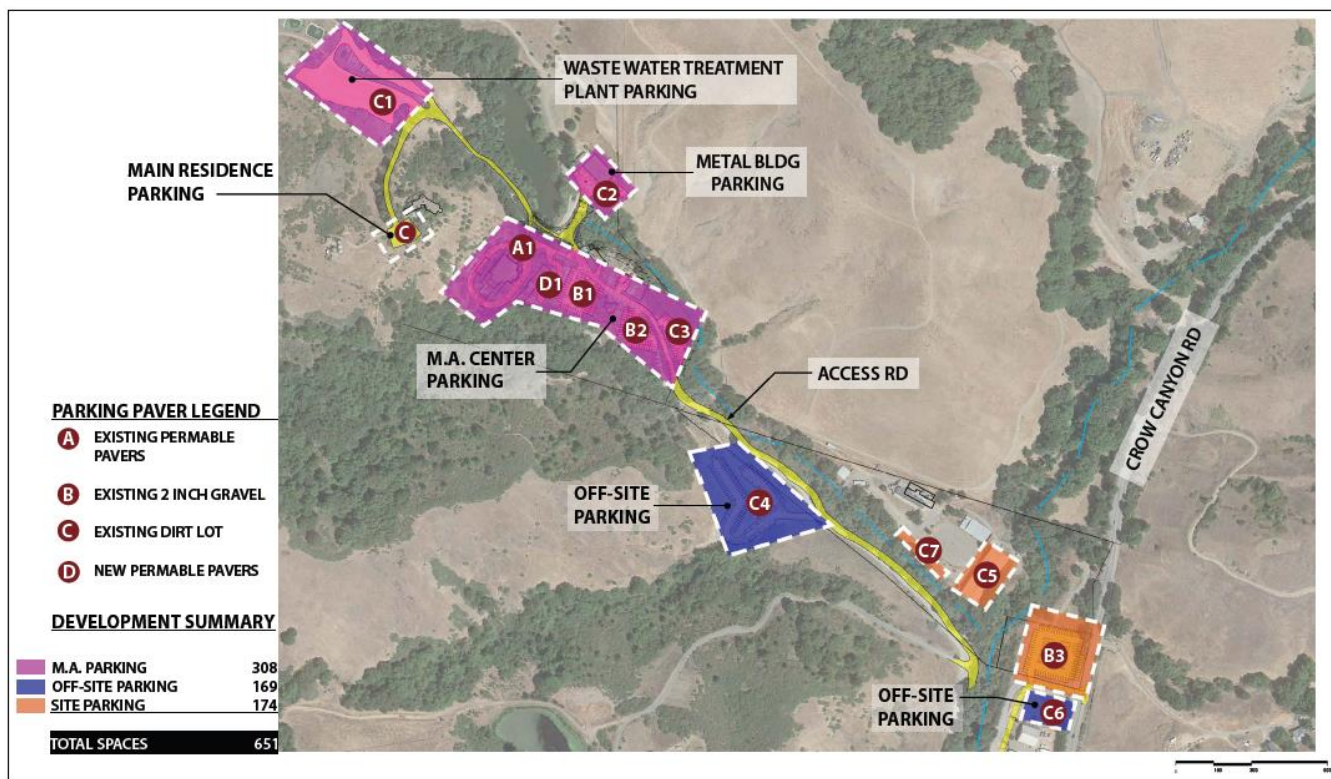 WASTE WATER TREATMENT
PLANT PARKING
C1
MAIN RESIDENCE
PARKING
METAL BLDG
PARKING
C2
C
A1
D1
B1
B2
C3
M.A. CENTER
PARKING
ACCESS RD
CROW CANYON RD
PARKING PAVER LEGEND
A EXISTING PERMABLE
PAVERS
B EXISTING 2 INCH GRAVEL
C EXISTING DIRT LOT
D NEW PERMABLE PAVERS
OFF-SITE
PARKING
C4
C7
C5
B3
OFF-SITE
PARKING
C6
DEVELOPMENT SUMMARY
M.A. PARKING 308
OFF-SITE PARKING 169
SITE PARKING 174
TOTAL SPACES 651